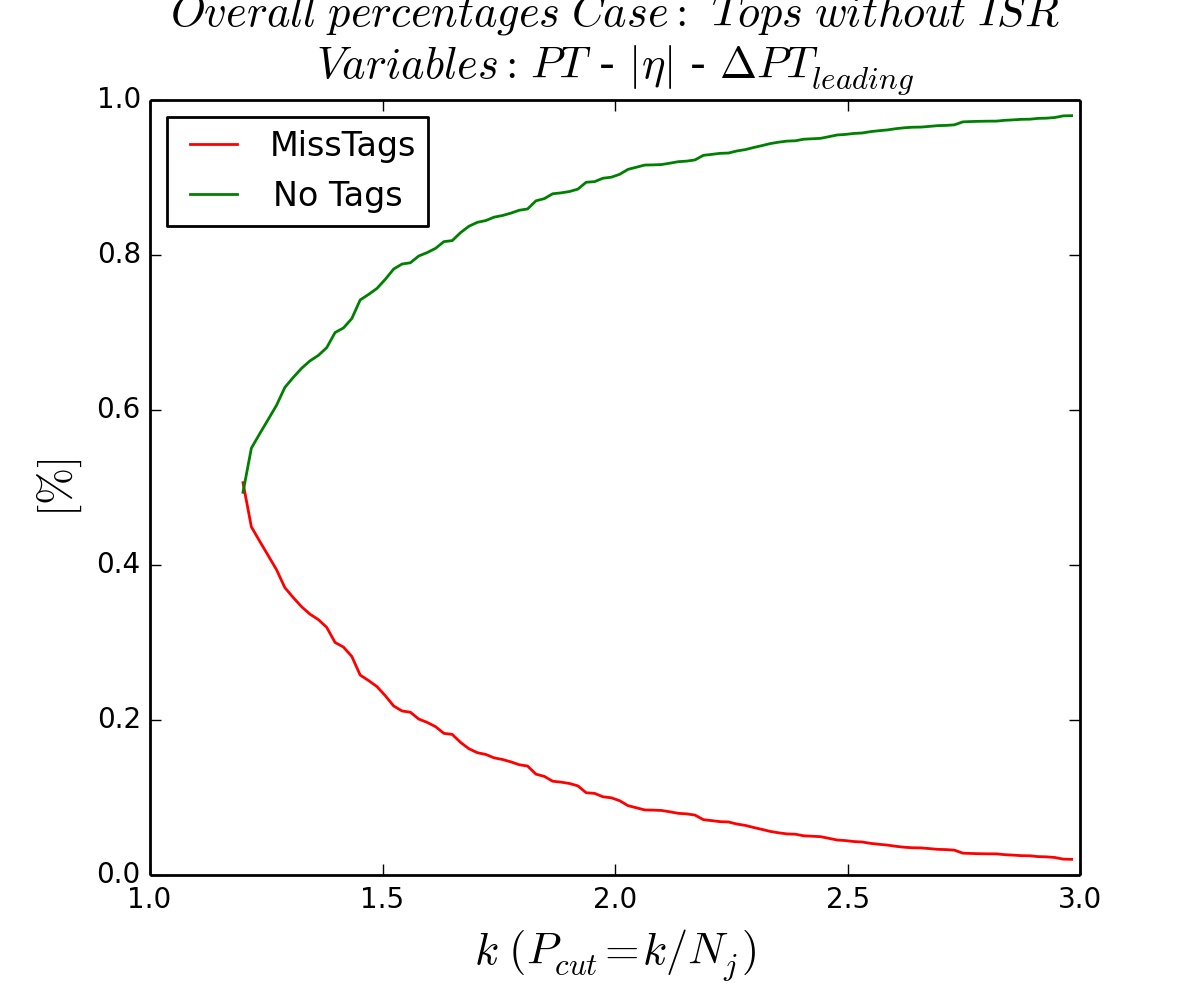 Overall percentages Case: Tops without ISR
Variables: PT - |η| - ΔPT_leading
1.0
MissTags
No Tags
0.8
0.6
[%]
0.4
0.2
0.0
1.0 1.5 2.0 2.5 3.0
k (P_cut = k/N_j)